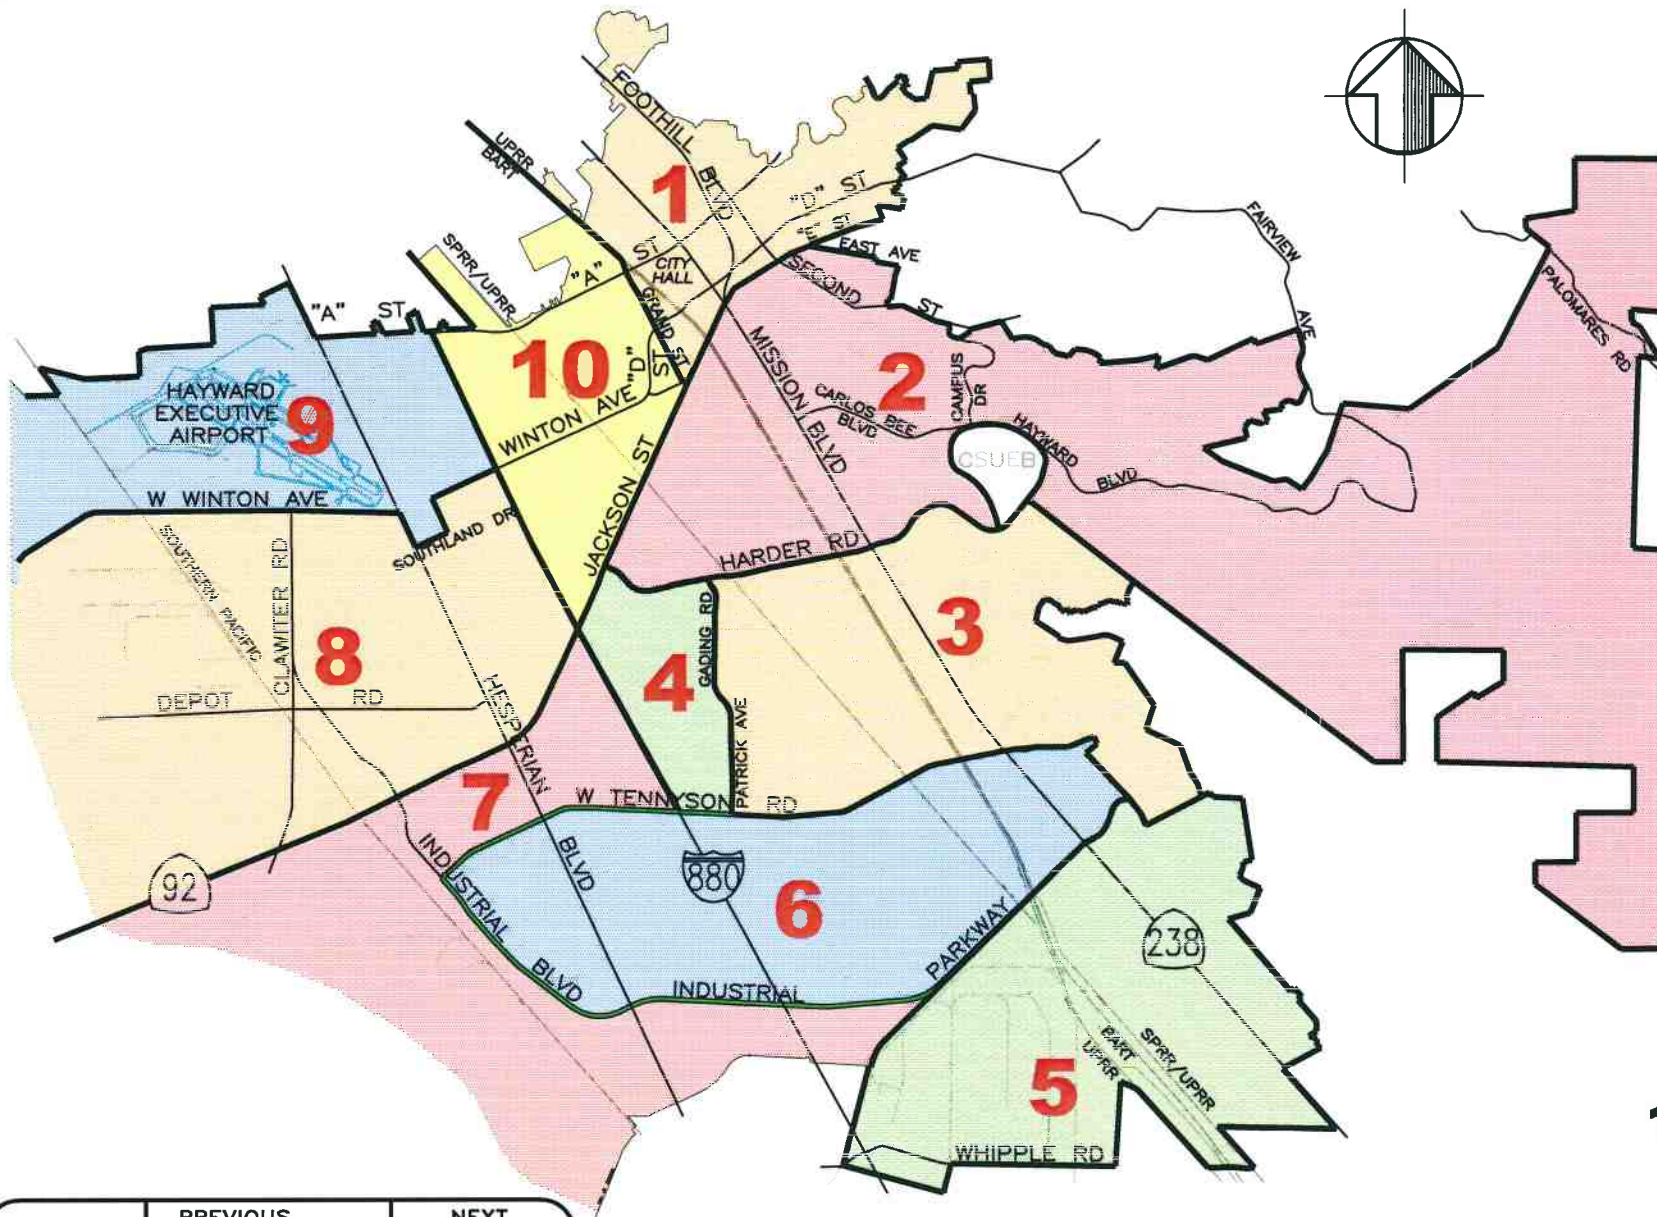 FOOTHILL BLVD
UPRR
BART
1
"D" ST
"E" ST
"A" ST
CITY
HALL
EAST AVE
SECOND ST
FAIRVIEW AVE
PALOMARES RD
SPRR/UPRR
"A" ST
GRAND ST
10
"D" ST
WINTON AVE
MISSION BLVD
2
CARLOS BEE
BLVD
CAMPUS
DR
HAYWARD BLVD
CSUEB
HAYWARD
EXECUTIVE
AIRPORT
9
W WINTON AVE
SOUTHLAND DR
JACKSON ST
HARDER RD
SOUTHERN PACIFIC
CLAWITER RD
8
DEPOT RD
HESPERIAN BLVD
4
GADING RD
PATRICK AVE
3
7
W TENNYSON RD
INDUSTRIAL BLVD
92
880
6
INDUSTRIAL PARKWAY
238
5
BART
UPRR
SPRR/UPRR
WHIPPLE RD
PREVIOUS
NEXT